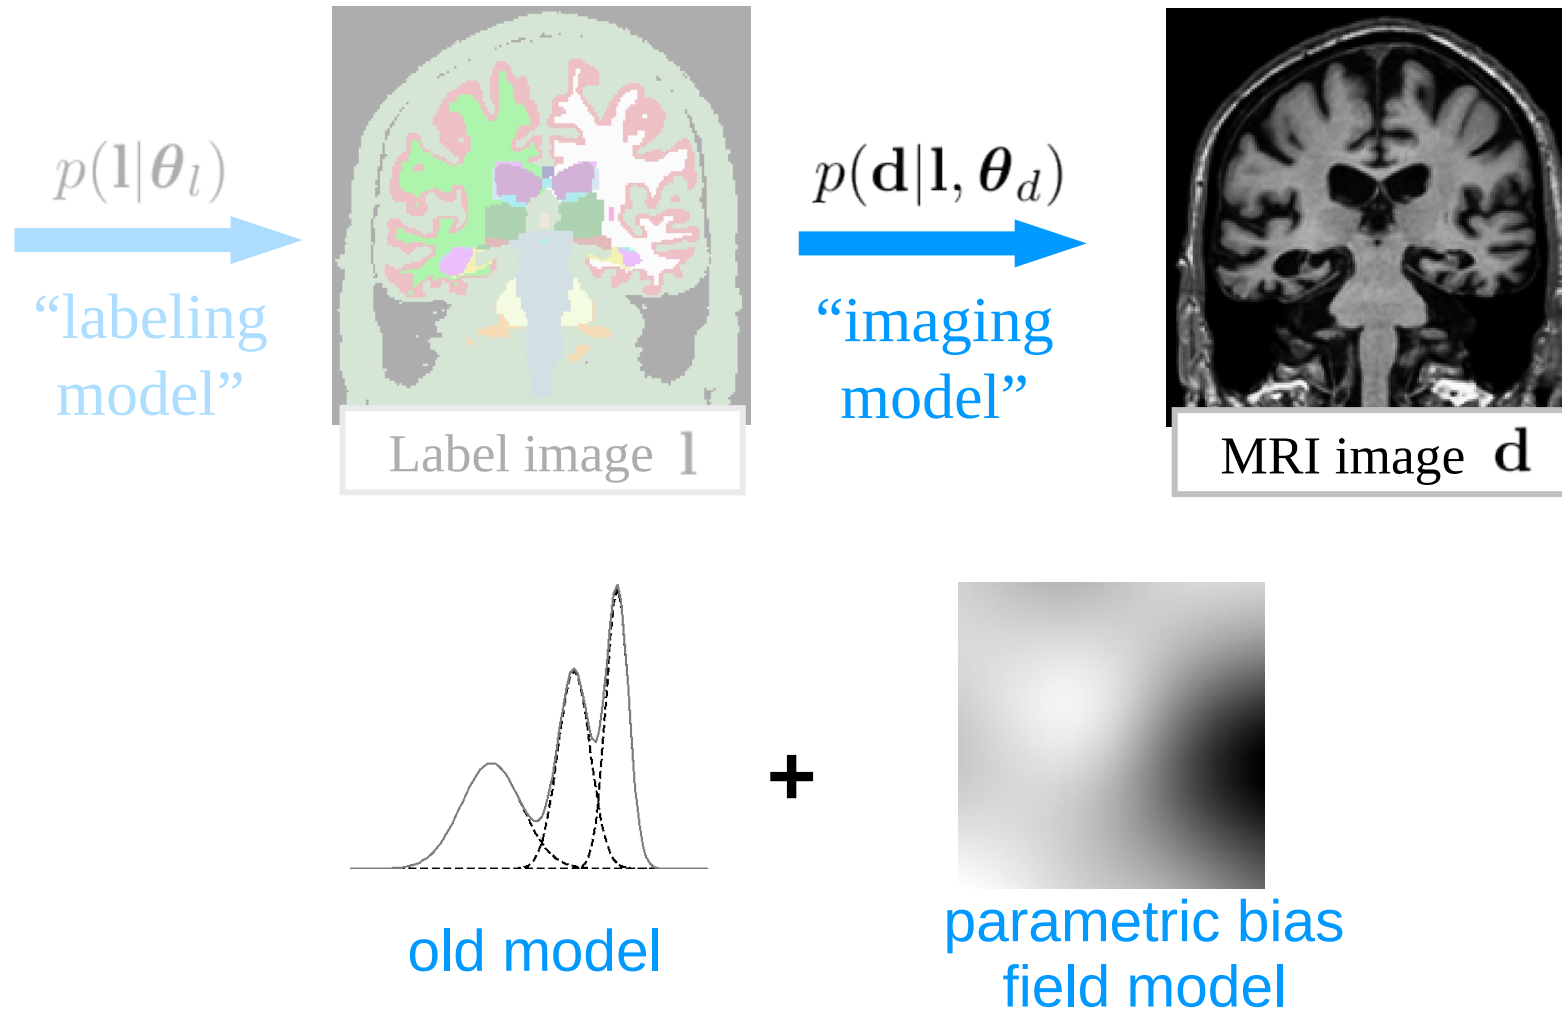 p(l|θ_l)
“labeling
model”
Label image l
p(d|l, θ_d)
“imaging
model”
MRI image d
old model
+
parametric bias
field model